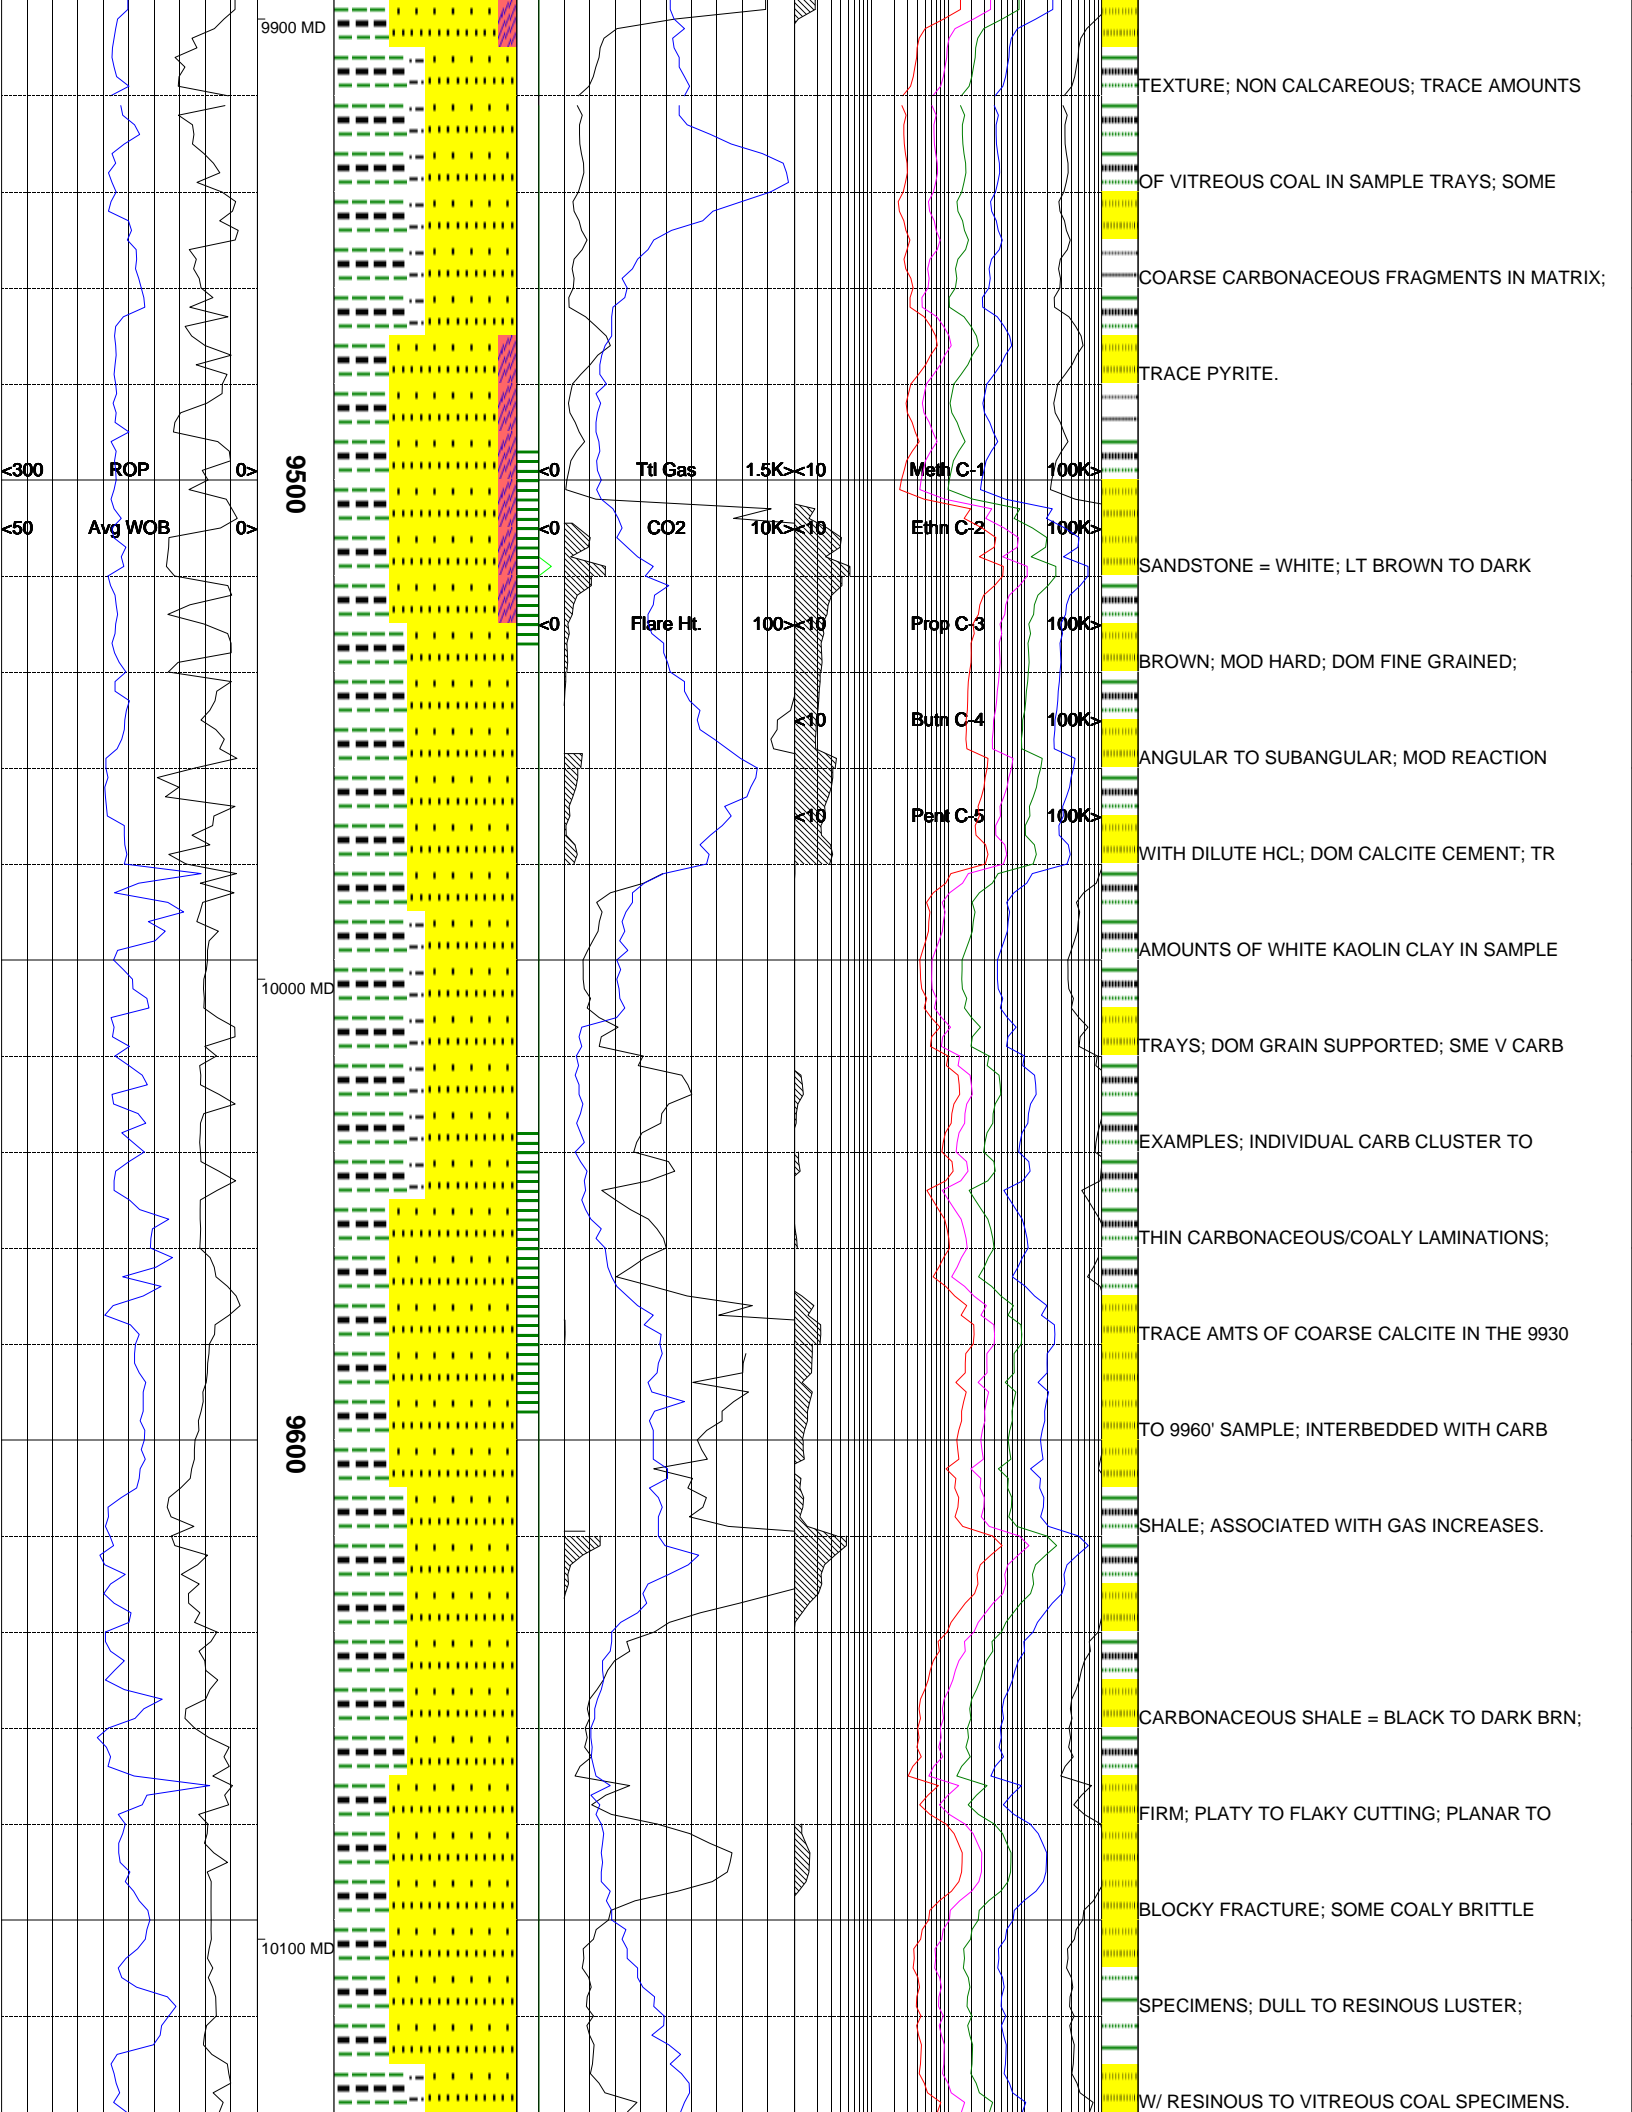 9900 MD
TEXTURE; NON CALCAREOUS; TRACE AMOUNTS
OF VITREOUS COAL IN SAMPLE TRAYS; SOME
COARSE CARBONACEOUS FRAGMENTS IN MATRIX;
TRACE PYRITE.
<300 ROP 0> 9500 <0 Ttl Gas 1.5K> <10 Meth C-1 100K>
<50 Avg WOB 0> <0 CO2 10K> <10 Ethn C-2 100K>
SANDSTONE = WHITE; LT BROWN TO DARK
<0 Flare Ht. 100> <10 Prop C-3 100K>
BROWN; MOD HARD; DOM FINE GRAINED;
<10 Butn C-4 100K>
ANGULAR TO SUBANGULAR; MOD REACTION
<10 Pent C-5 100K>
WITH DILUTE HCL; DOM CALCITE CEMENT; TR
AMOUNTS OF WHITE KAOLIN CLAY IN SAMPLE
10000 MD
TRAYS; DOM GRAIN SUPPORTED; SME V CARB
EXAMPLES; INDIVIDUAL CARB CLUSTER TO
THIN CARBONACEOUS/COALY LAMINATIONS;
TRACE AMTS OF COARSE CALCITE IN THE 9930
9600
TO 9960' SAMPLE; INTERBEDDED WITH CARB
SHALE; ASSOCIATED WITH GAS INCREASES.
CARBONACEOUS SHALE = BLACK TO DARK BRN;
FIRM; PLATY TO FLAKY CUTTING; PLANAR TO
BLOCKY FRACTURE; SOME COALY BRITTLE
10100 MD
SPECIMENS; DULL TO RESINOUS LUSTER;
W/ RESINOUS TO VITREOUS COAL SPECIMENS.